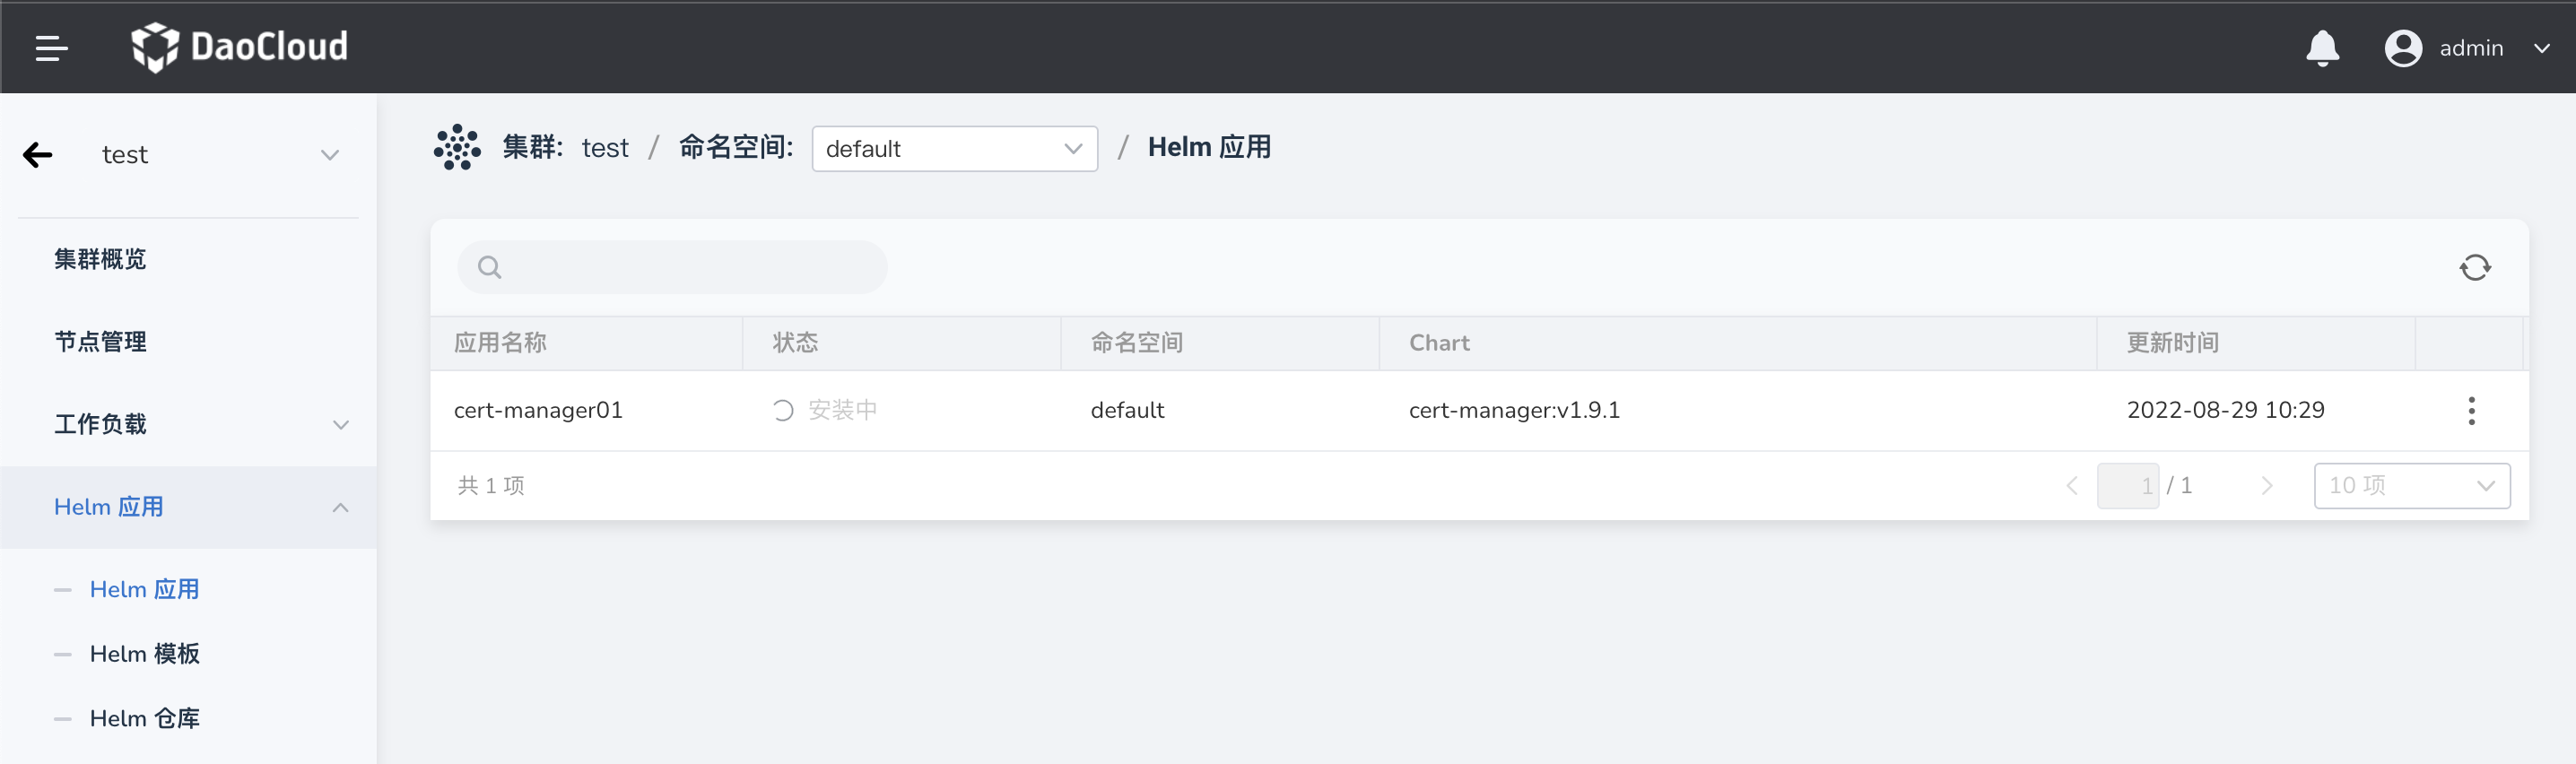 DaoCloud
admin
test
集群概览
节点管理
工作负载
Helm 应用
Helm 应用
Helm 模板
Helm 仓库
集群: test / 命名空间: default / Helm 应用
应用名称 状态 命名空间 Chart 更新时间
cert-manager01 安装中 default cert-manager:v1.9.1 2022-08-29 10:29
共 1 项 1 / 1 10 项